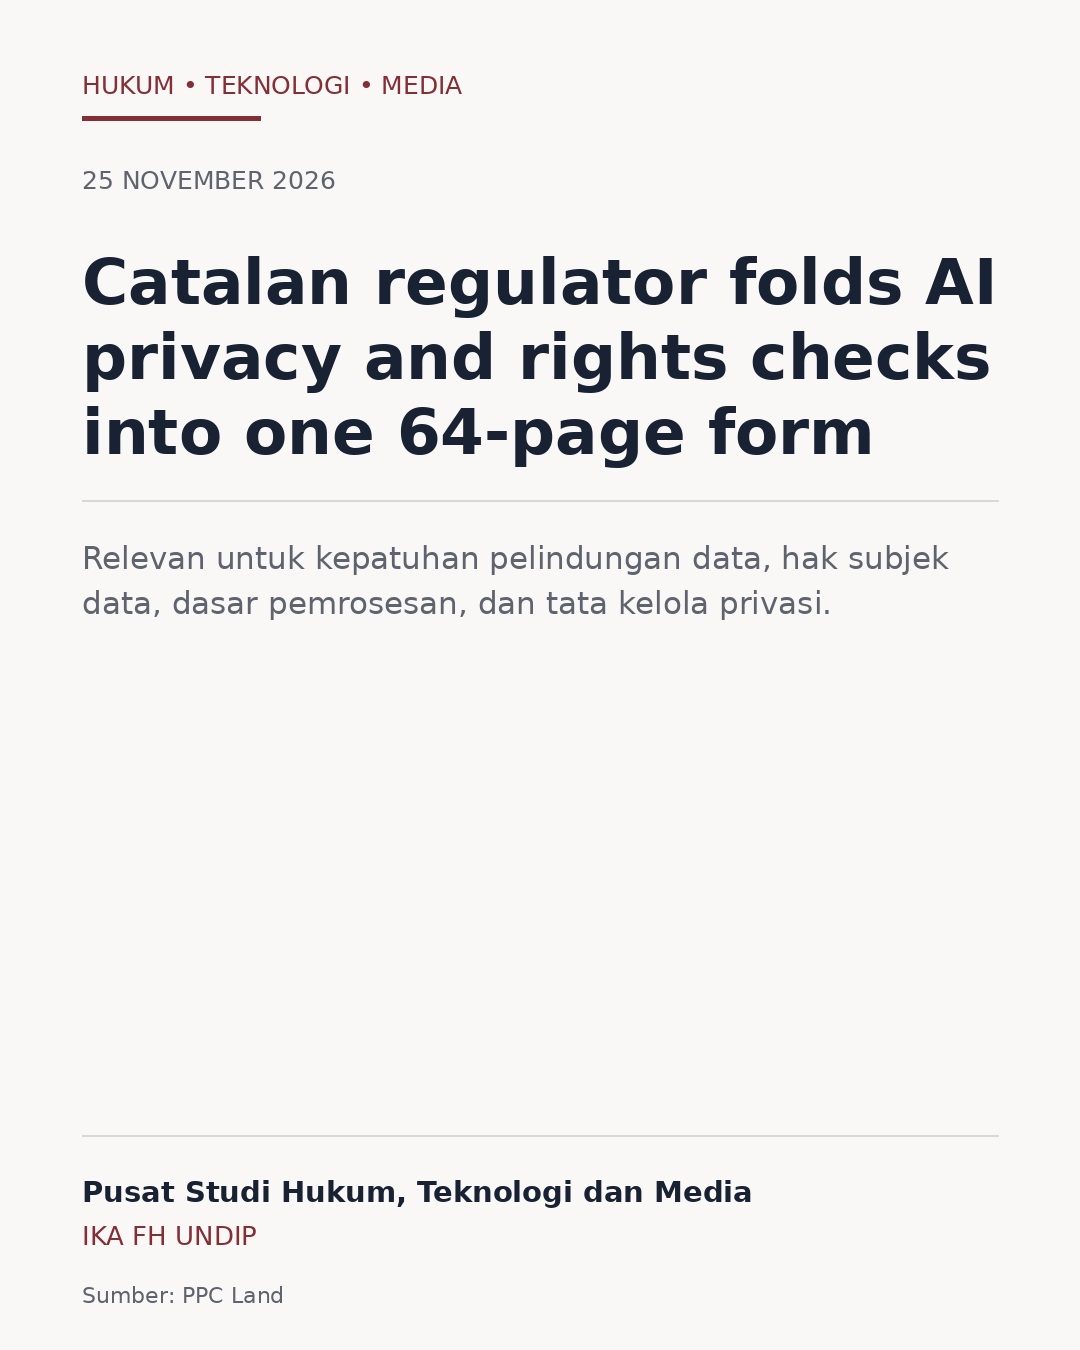 HUKUM • TEKNOLOGI • MEDIA
25 NOVEMBER 2026
Catalan regulator folds AI
privacy and rights checks
into one 64-page form
Relevan untuk kepatuhan pelindungan data, hak subjek
data, dasar pemrosesan, dan tata kelola privasi.
Pusat Studi Hukum, Teknologi dan Media
IKA FH UNDIP
Sumber: PPC Land